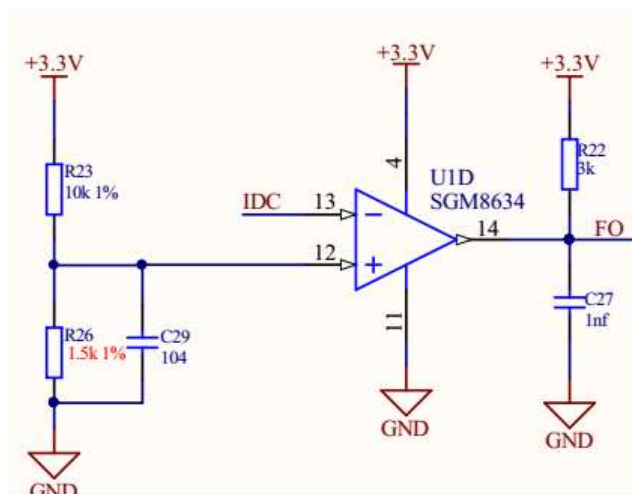 +3.3V
+3.3V
+3.3V
R23
10k 1%
4
R22
3k
U1D
SGM8634
IDC
13
14
FO
12
R26
1.5k 1%
C29
104
11
C27
1nf
GND
GND
GND